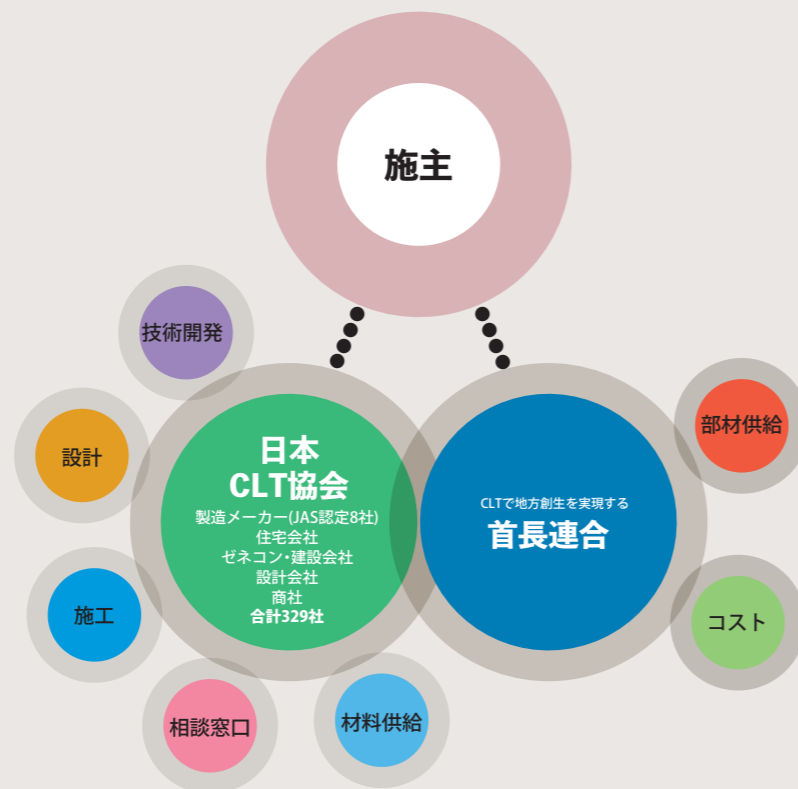 施主
技術開発
設計
施工
相談窓口
材料供給
日本
CLT協会
製造メーカー(JAS認定8社)
住宅会社
ゼネコン・建設会社
設計会社
商社
合計329社
CLTで地方創生を実現する
首長連合
部材供給
コスト